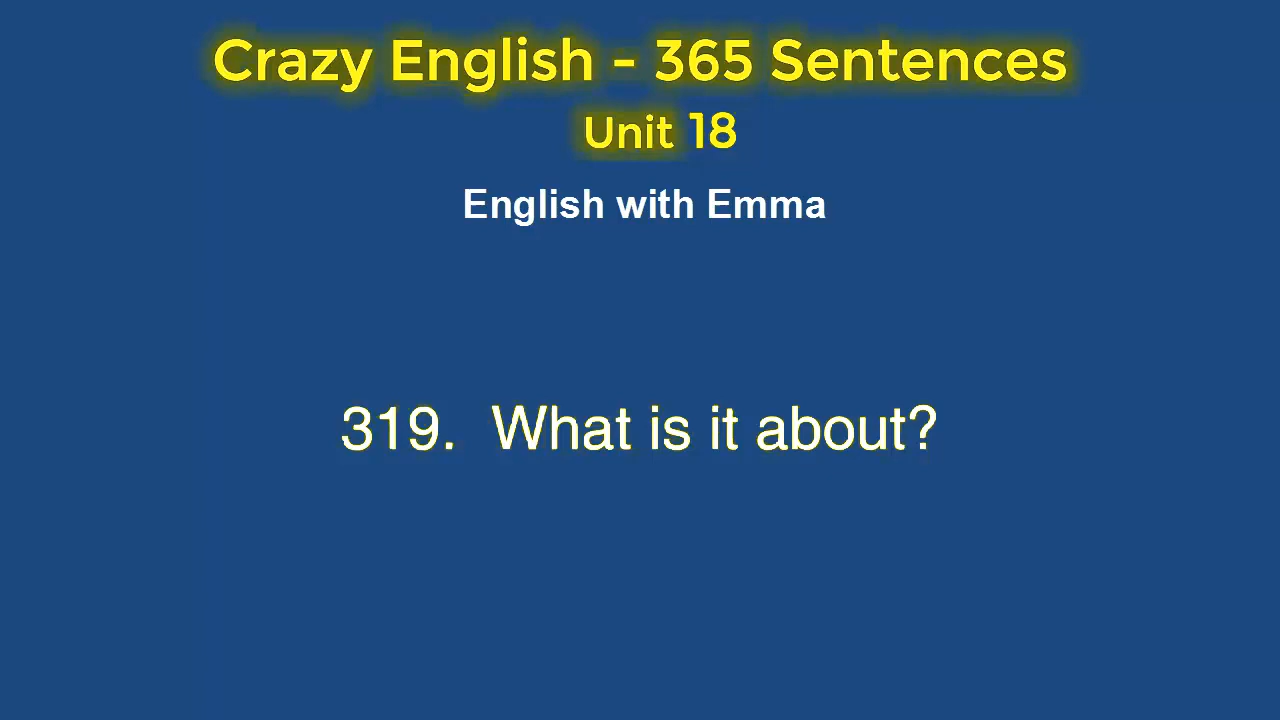 Crazy English - 365 Sentences
Unit 18
English with Emma
319. What is it about?